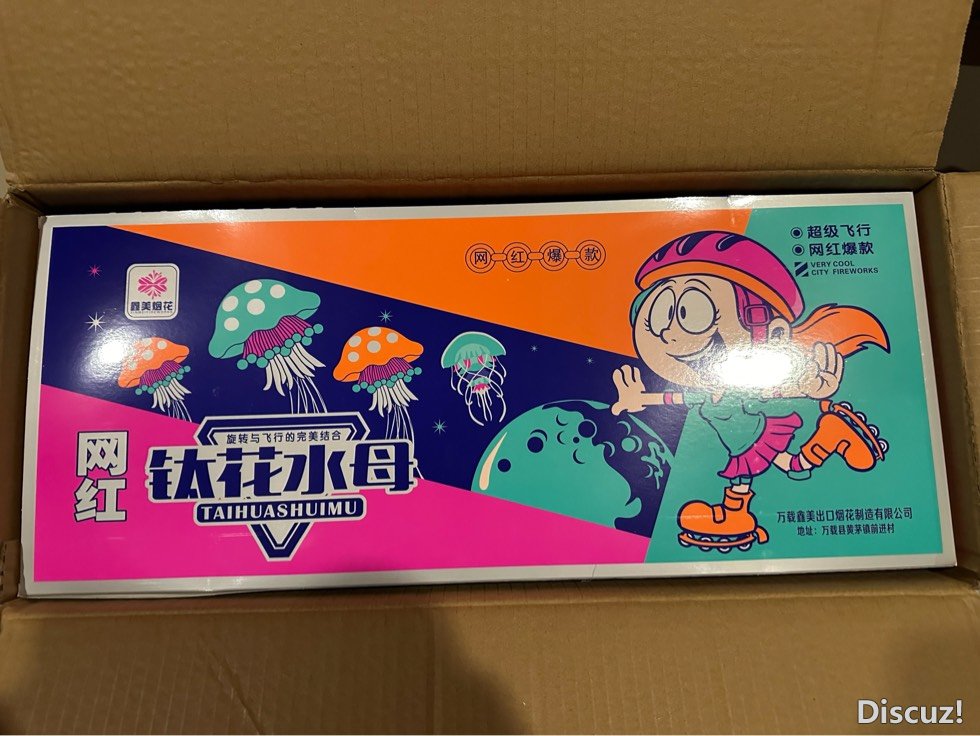 网红爆款
超级飞行
网红爆款
VERY COOL
CITY FIREWORKS
鑫美烟花
XINMEIFIREWORKS
网红
旋转与飞行的完美结合
钛花水母
TAIHUASHUIMU
万载鑫美出口烟花制造有限公司
地址：万载县黄茅镇前进村
Discuz!